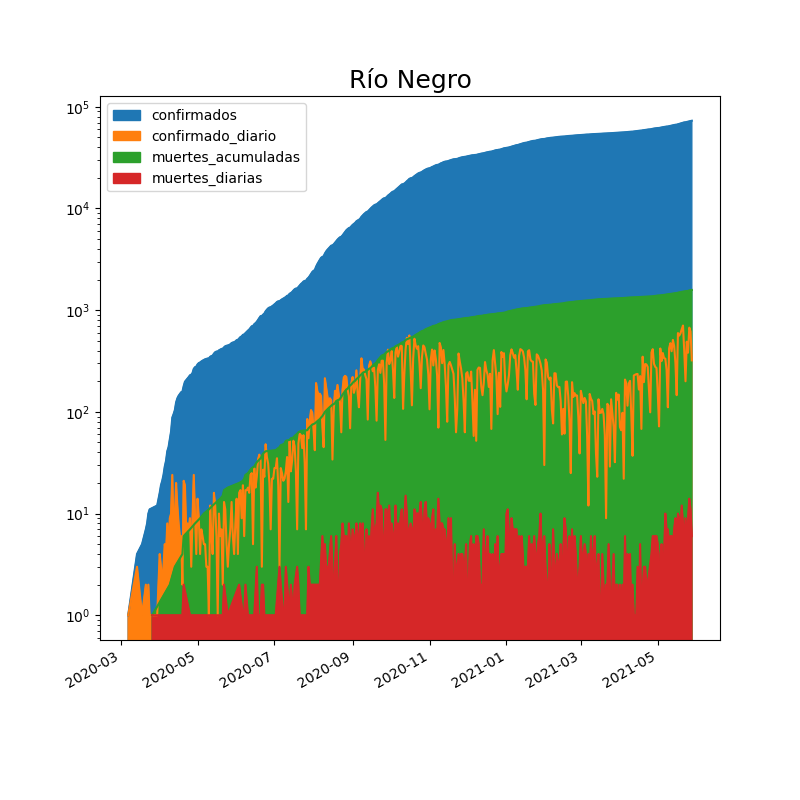 Río Negro
confirmados
confirmado_diario
muertes_acumuladas
muertes_diarias
10^5
10^4
10^3
10^2
10^1
10^0
2020-03 2020-05 2020-07 2020-09 2020-11 2021-01 2021-03 2021-05